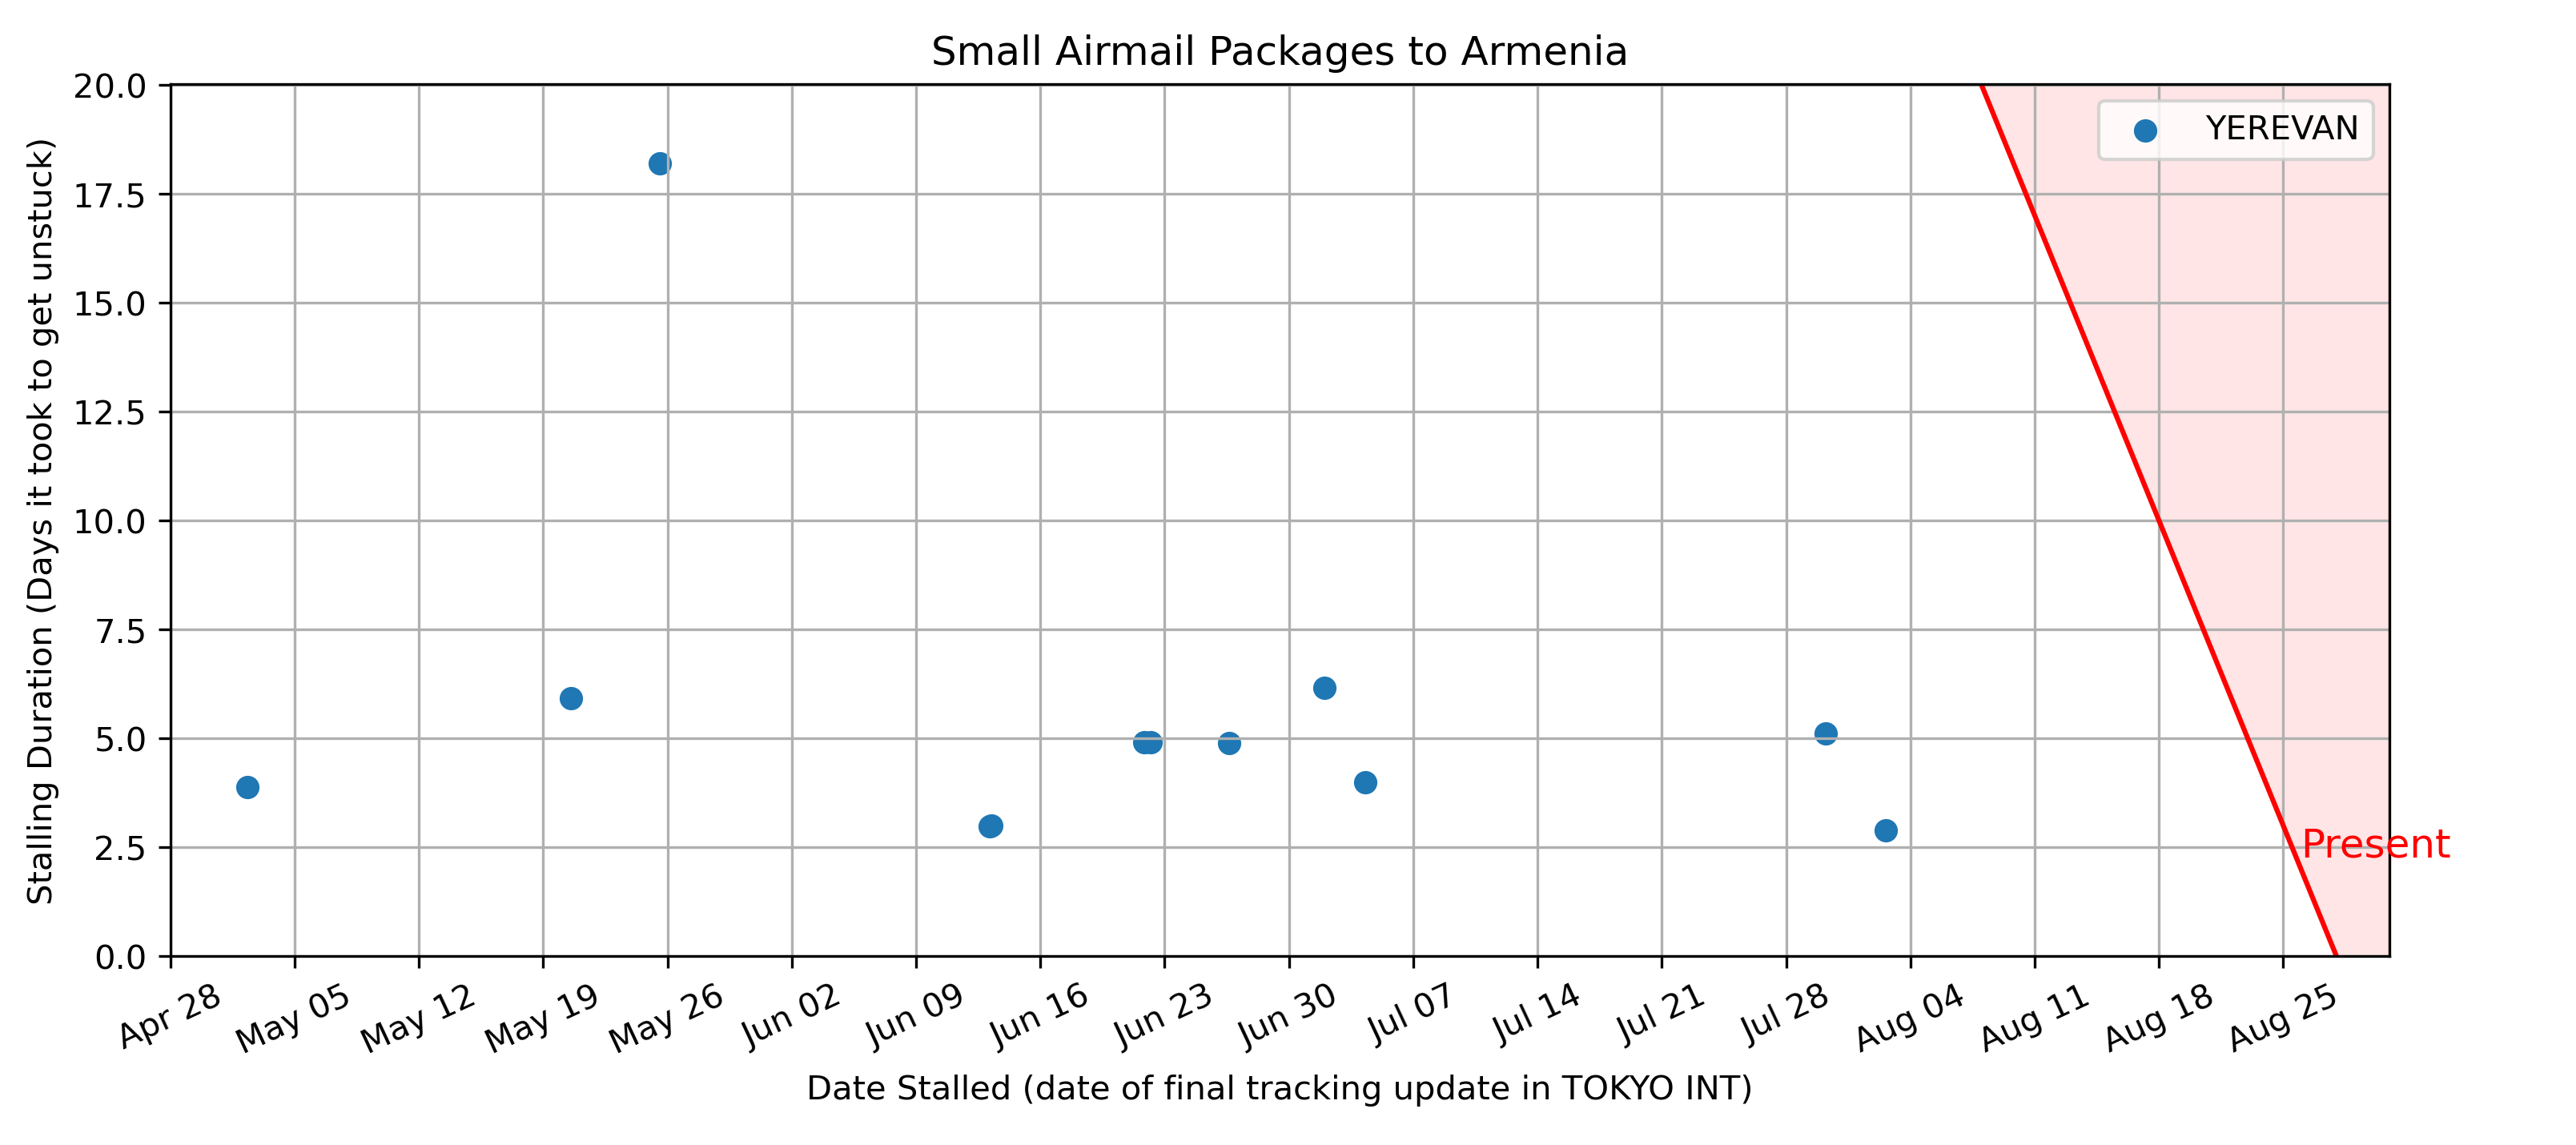 Small Airmail Packages to Armenia
Stalling Duration (Days it took to get unstuck)
20.0
17.5
15.0
12.5
10.0
7.5
5.0
2.5
0.0
YEREVAN
Present
Apr 28
May 05
May 12
May 19
May 26
Jun 02
Jun 09
Jun 16
Jun 23
Jun 30
Jul 07
Jul 14
Jul 21
Jul 28
Aug 04
Aug 11
Aug 18
Aug 25
Date Stalled (date of final tracking update in TOKYO INT)